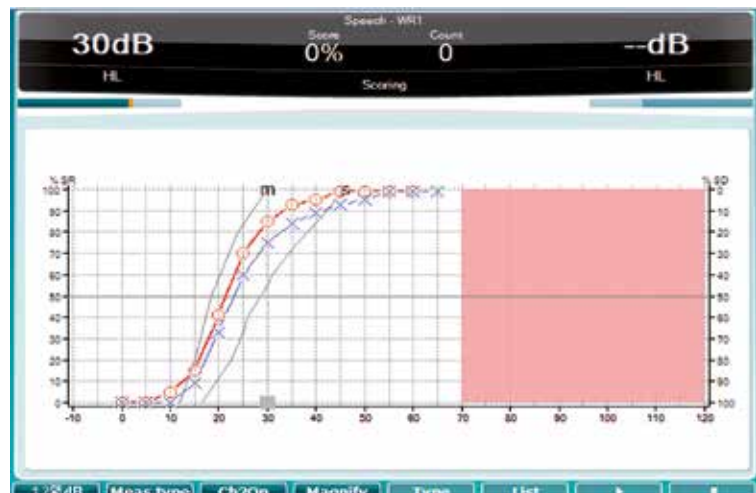 Speech - WR1
30dB Score Count --dB
0% 0
HL Scoring HL
% SR m s % SD
100 0
90 10
80 20
70 30
60 40
50 50
40 60
30 70
20 80
10 90
0 100
-10 0 10 20 30 40 50 60 70 80 90 100 110 120
Meas type Ch2On Magnify Type List